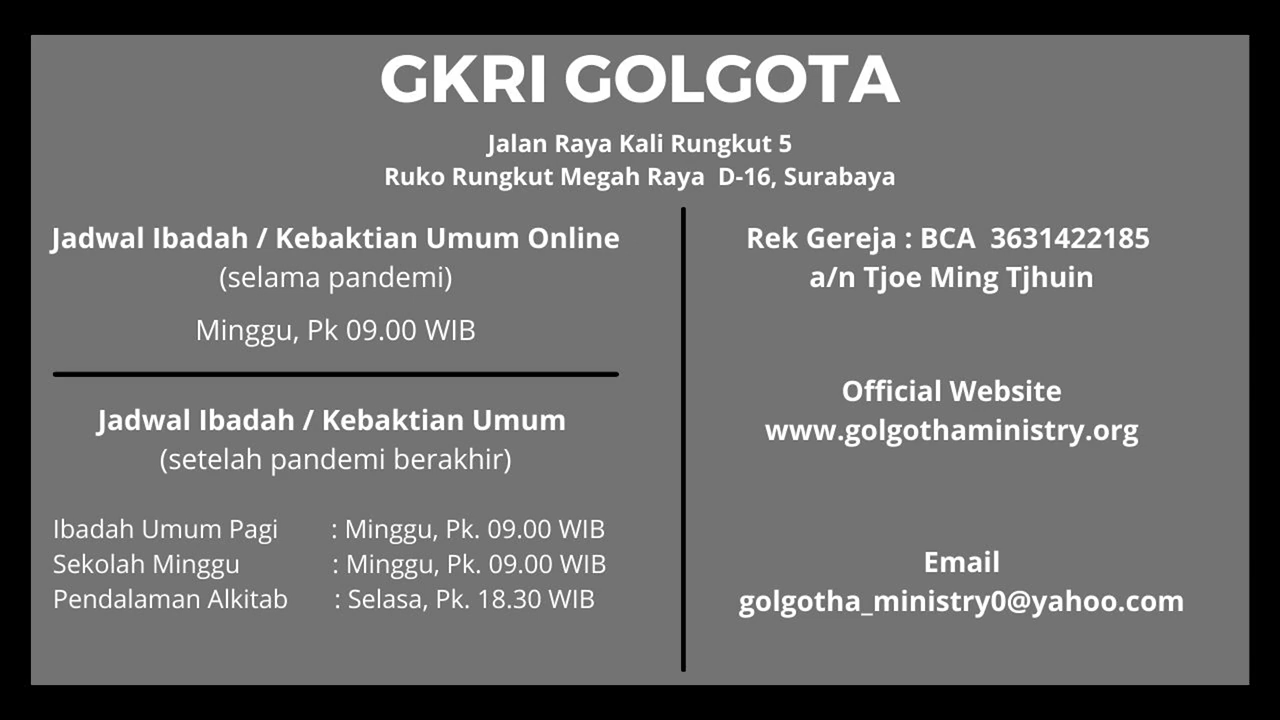 GKRI GOLGOTA
Jalan Raya Kali Rungkut 5
Ruko Rungkut Megah Raya  D-16, Surabaya
Jadwal Ibadah / Kebaktian Umum Online
(selama pandemi)
Minggu, Pk 09.00 WIB
Jadwal Ibadah / Kebaktian Umum
(setelah pandemi berakhir)
Ibadah Umum Pagi : Minggu, Pk. 09.00 WIB
Sekolah Minggu : Minggu, Pk. 09.00 WIB
Pendalaman Alkitab : Selasa, Pk. 18.30 WIB
Rek Gereja : BCA  3631422185
a/n Tjoe Ming Tjhuin
Official Website
www.golgothaministry.org
Email
golgotha_ministry0@yahoo.com